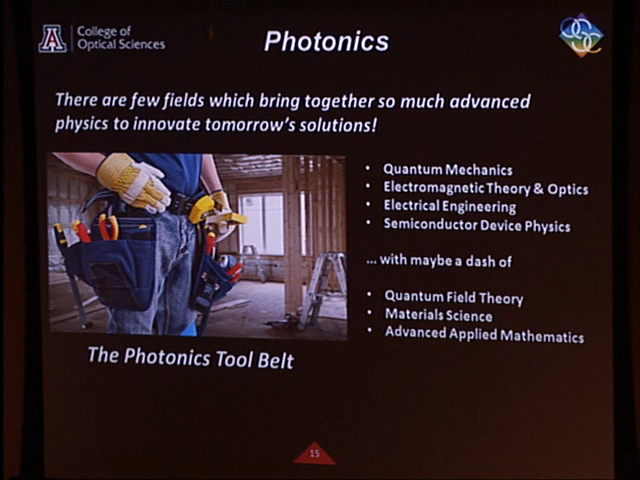 A
College of
Optical Sciences
Photonics
There are few fields which bring together so much advanced
physics to innovate tomorrow's solutions!
• Quantum Mechanics
• Electromagnetic Theory & Optics
• Electrical Engineering
• Semiconductor Device Physics
... with maybe a dash of
• Quantum Field Theory
• Materials Science
• Advanced Applied Mathematics
The Photonics Tool Belt
15